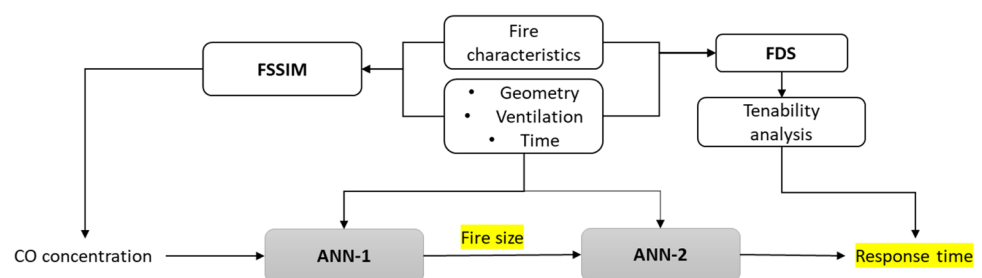 Fire
characteristics
FSSIM
FDS
• Geometry
• Ventilation
• Time
Tenability
analysis
CO concentration
ANN-1
Fire size
ANN-2
Response time